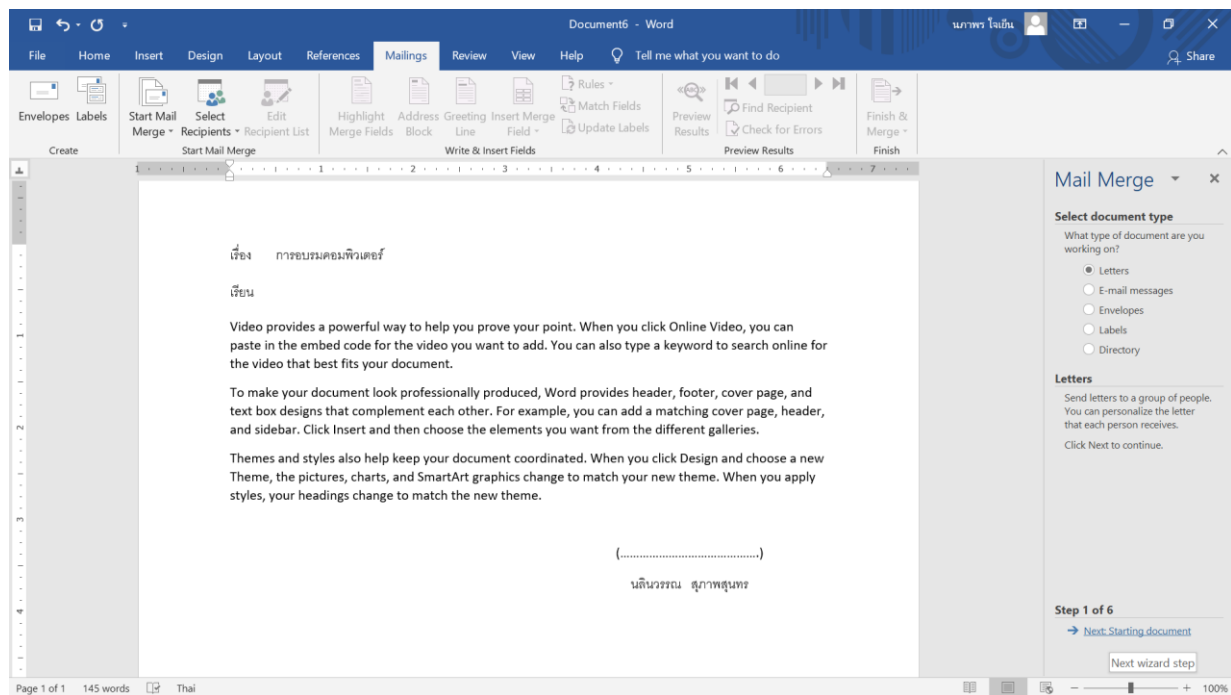 Document6 - Word
นภาพร ใจเย็น
File Home Insert Design Layout References Mailings Review View Help Tell me what you want to do
Share
Envelopes Labels
Start Mail Merge
Select Recipients
Edit Recipient List
Highlight Merge Fields
Address Block
Greeting Line
Insert Merge Field
Rules
Match Fields
Update Labels
Preview Results
Find Recipient
Check for Errors
Finish & Merge
Create
Start Mail Merge
Write & Insert Fields
Preview Results
Finish
1 1 2 3 4 5 6 7
เรื่อง การอบรมคอมพิวเตอร์
เรียน
Video provides a powerful way to help you prove your point. When you click Online Video, you can
paste in the embed code for the video you want to add. You can also type a keyword to search online for
the video that best fits your document.
To make your document look professionally produced, Word provides header, footer, cover page, and
text box designs that complement each other. For example, you can add a matching cover page, header,
and sidebar. Click Insert and then choose the elements you want from the different galleries.
Themes and styles also help keep your document coordinated. When you click Design and choose a new
Theme, the pictures, charts, and SmartArt graphics change to match your new theme. When you apply
styles, your headings change to match the new theme.
(..........................................)
นลินวรรณ สุภาพสุนทร
Mail Merge
Select document type
What type of document are you
working on?
Letters
E-mail messages
Envelopes
Labels
Directory
Letters
Send letters to a group of people.
You can personalize the letter
that each person receives.
Click Next to continue.
Step 1 of 6
Next: Starting document
Next wizard step
1
2
3
4
Page 1 of 1 145 words Thai
100%